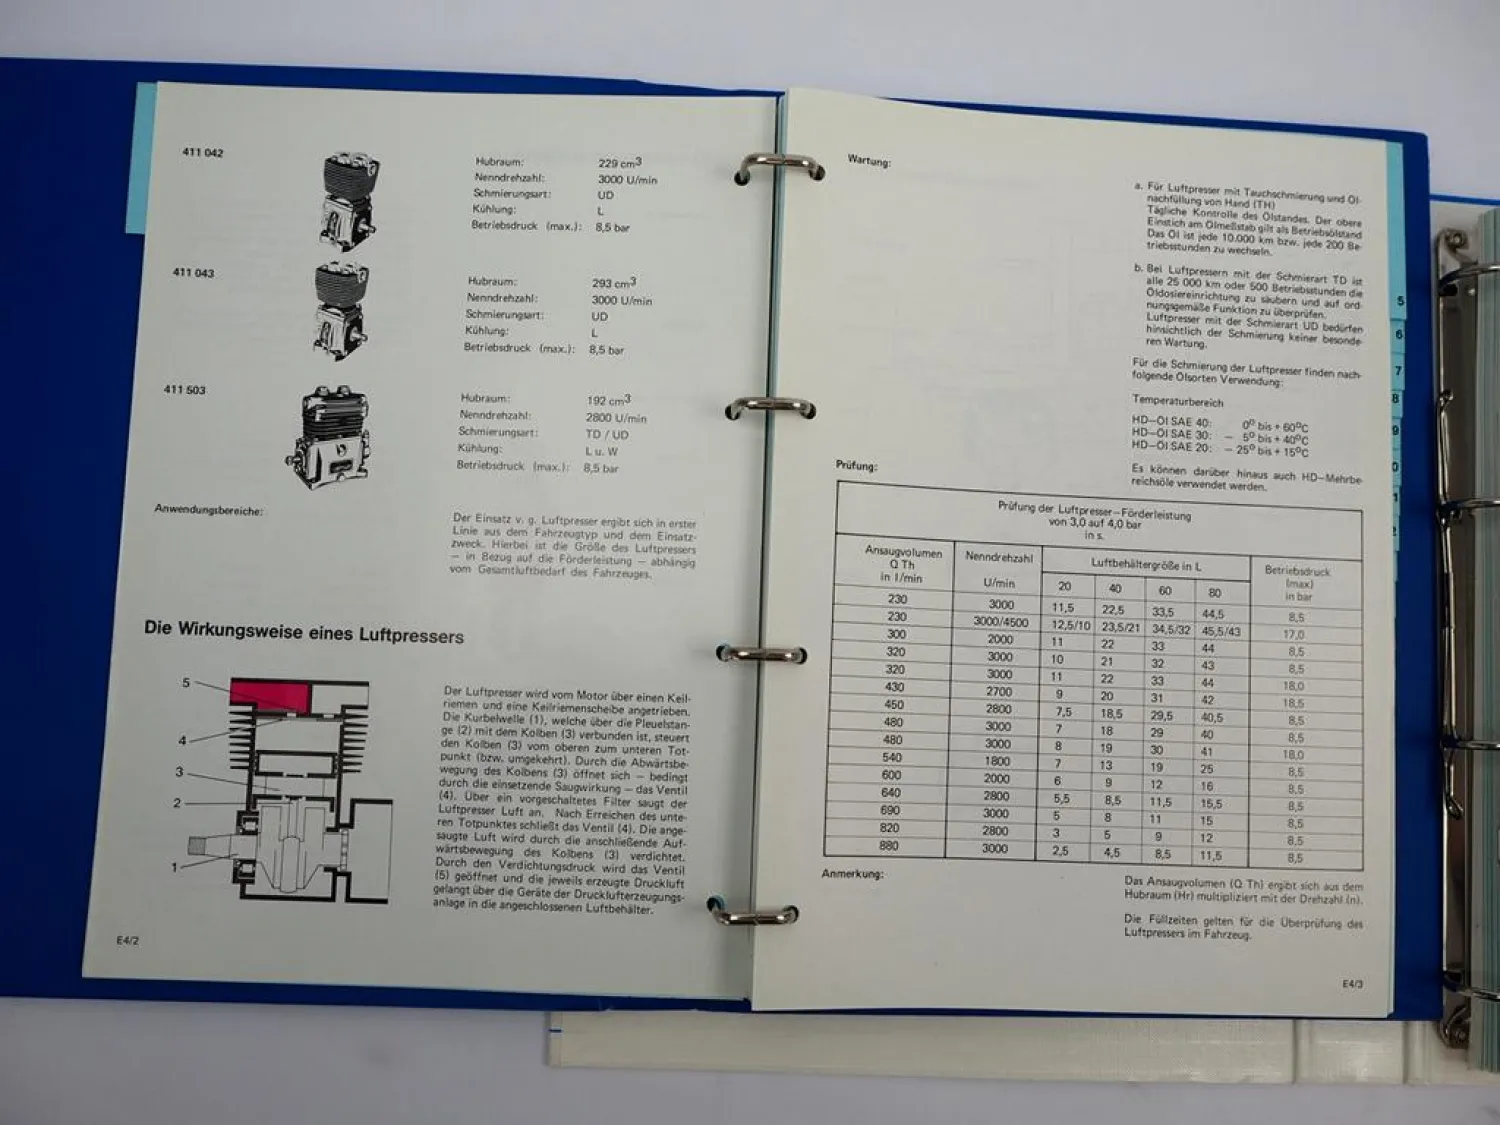 411 042
Hubraum: 229 cm³
Nenndrehzahl: 3000 U/min
Schmierungsart: UD
Kühlung: L
Betriebsdruck (max.): 8,5 bar
411 043
Hubraum: 293 cm³
Nenndrehzahl: 3000 U/min
Schmierungsart: UD
Kühlung: L
Betriebsdruck (max.): 8,5 bar
411 503
Hubraum: 192 cm³
Nenndrehzahl: 2800 U/min
Schmierungsart: TD / UD
Kühlung: L u. W
Betriebsdruck (max.): 8,5 bar
Anwendungsbereiche:
Der Einsatz v. g. Luftpresser ergibt sich in erster
Linie aus dem Fahrzeugtyp und dem Einsatz-
zweck. Hierbei ist die Größe des Luftpressers
— in Bezug auf die Förderleistung — abhängig
vom Gesamtluftbedarf des Fahrzeuges.
Die Wirkungsweise eines Luftpressers
5
4
3
2
1
Der Luftpresser wird vom Motor über einen Keil-
riemen und eine Keilriemenscheibe angetrieben.
Die Kurbelwelle (1), welche über die Pleuelstan-
ge (2) mit dem Kolben (3) verbunden ist, steuert
den Kolben (3) vom oberen zum unteren Tot-
punkt (bzw. umgekehrt). Durch die Abwärtsbe-
wegung des Kolbens (3) öffnet sich — bedingt
durch die einsetzende Saugwirkung — das Ventil
(4). Über ein vorgeschaltetes Filter saugt der
Luftpresser Luft an. Nach Erreichen des unte-
ren Totpunktes schließt das Ventil (4). Die ange-
saugte Luft wird durch die anschließende Auf-
wärtsbewegung des Kolbens (3) verdichtet.
Durch den Verdichtungsdruck wird das Ventil
(5) geöffnet und die jeweils erzeugte Druckluft
gelangt über die Geräte der Drucklufterzeugungs-
anlage in die angeschlossenen Luftbehälter.
E4/2
Wartung:
a. Für Luftpresser mit Tauchschmierung und Öl-
nachfüllung von Hand (TH)
Tägliche Kontrolle des Ölstandes. Der obere
Einstich am Ölmeßstab gilt als Betriebsölstand
Das Öl ist jede 10.000 km bzw. jede 200 Be-
triebsstunden zu wechseln.
b. Bei Luftpressern mit der Schmierart TD ist
alle 25 000 km oder 500 Betriebsstunden die
Öldosiereinrichtung zu säubern und auf ord-
nungsgemäße Funktion zu überprüfen.
Luftpresser mit der Schmierart UD bedürfen
hinsichtlich der Schmierung keiner besonde-
ren Wartung.
Für die Schmierung der Luftpresser finden nach-
folgende Ölsorten Verwendung:
Temperaturbereich
HD—Öl SAE 40: 0° bis + 60°C
HD—Öl SAE 30: — 5° bis + 40°C
HD—Öl SAE 20: — 25° bis + 15°C
Es können darüber hinaus auch HD—Mehrbe-
reichsöle verwendet werden.
Prüfung:
Prüfung der Luftpresser—Förderleistung
von 3,0 auf 4,0 bar
in s.
Ansaugvolumen Q Th in l/min Nenndrehzahl U/min Luftbehältergröße in L Betriebsdruck (max) in bar
20 40 60 80
230 3000 11,5 22,5 33,5 44,5 8,5
230 3000/4500 12,5/10 23,5/21 34,5/32 45,5/43 17,0
300 2000 11 22 33 44 8,5
320 3000 10 21 32 43 8,5
320 3000 11 22 33 44 18,0
430 2700 9 20 31 42 18,5
450 2800 7,5 18,5 29,5 40,5 8,5
480 3000 7 18 29 40 8,5
480 3000 8 19 30 41 18,0
540 1800 7 13 19 25 8,5
600 2000 6 9 12 16 8,5
640 2800 5,5 8,5 11,5 15,5 8,5
690 3000 5 8 11 15 8,5
820 2800 3 5 9 12 8,5
880 3000 2,5 4,5 8,5 11,5 8,5
Anmerkung:
Das Ansaugvolumen (Q Th) ergibt sich aus dem
Hubraum (Hr) multipliziert mit der Drehzahl (n).
Die Füllzeiten gelten für die Überprüfung des
Luftpressers im Fahrzeug.
E4/3
5
6
7
8
9
0
1
2